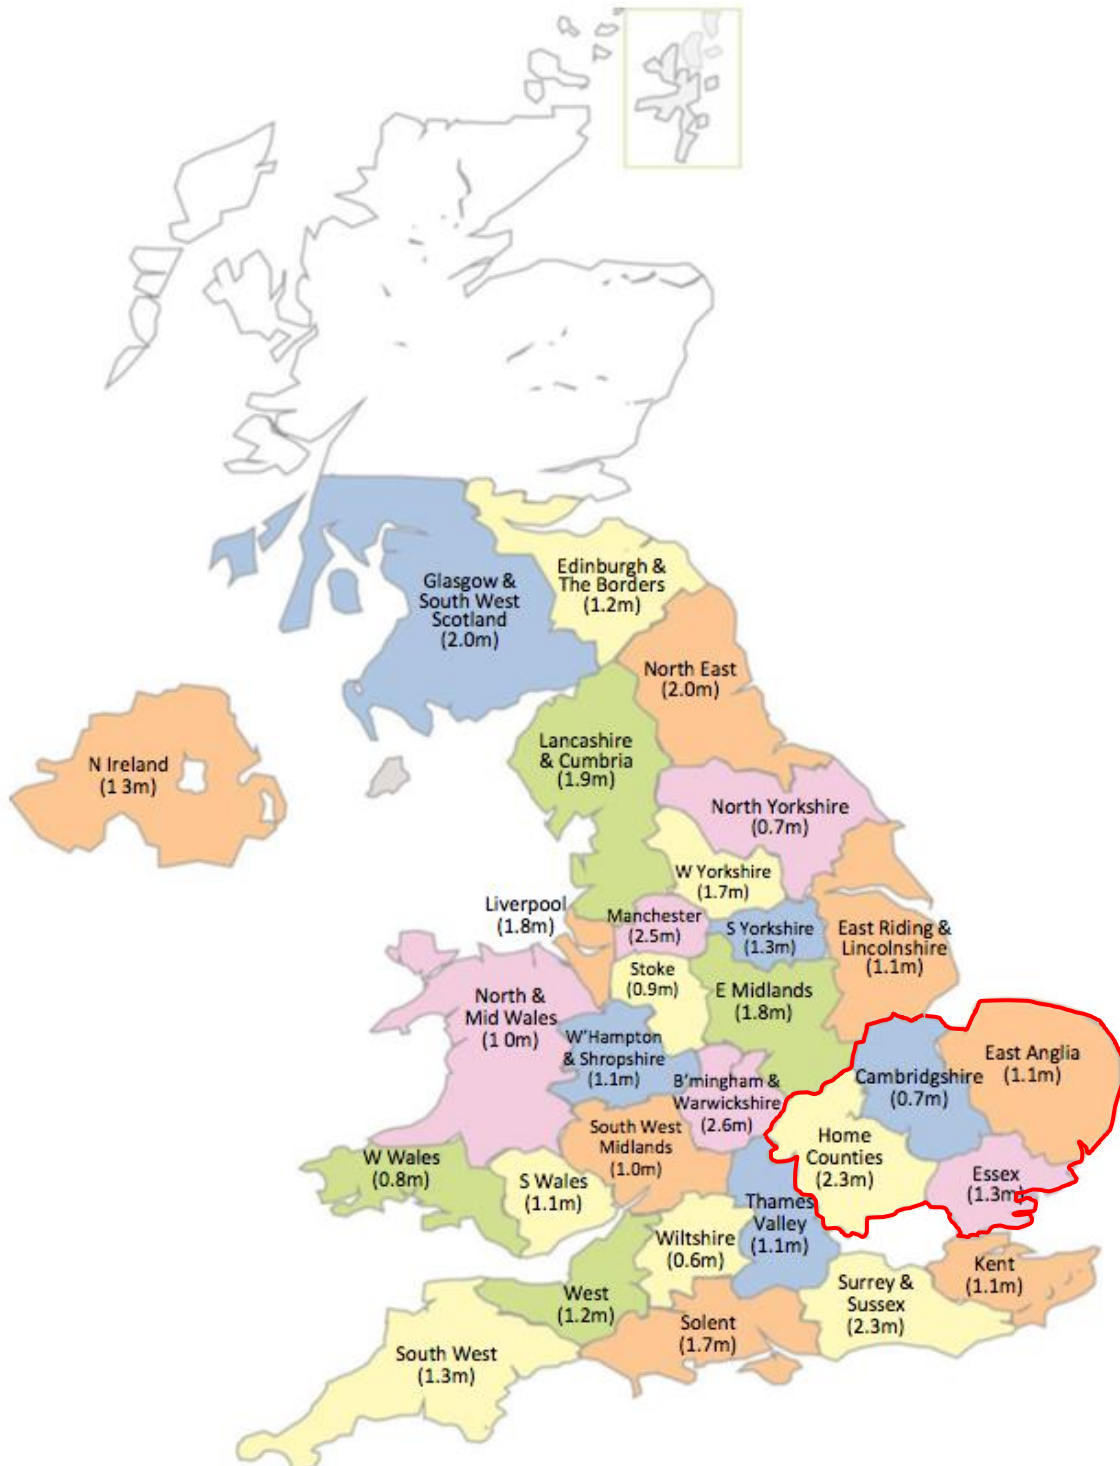 Edinburgh &
The Borders
(1.2m)
Glasgow &
South West
Scotland
(2.0m)
North East
(2.0m)
Lancashire
& Cumbria
(1.9m)
N Ireland
(1 3m)
North Yorkshire
(0.7m)
W Yorkshire
(1.7m)
Liverpool
(1.8m)
Manchester
(2.5m)
S Yorkshire
(1.3m)
East Riding &
Lincolnshire
(1.1m)
Stoke
(0.9m)
E Midlands
(1.8m)
North &
Mid Wales
(1 0m)
W'Hampton
& Shropshire
(1.1m)
B'mingham &
Warwickshire
(2.6m)
Cambridgshire
(0.7m)
East Anglia
(1.1m)
South West
Midlands
(1.0m)
Home
Counties
(2.3m)
Essex
(1.3m)
W Wales
(0.8m)
S Wales
(1.1m)
Thames
Valley
(1.1m)
Wiltshire
(0.6m)
West
(1.2m)
Solent
(1.7m)
Surrey &
Sussex
(2.3m)
Kent
(1.1m)
South West
(1.3m)